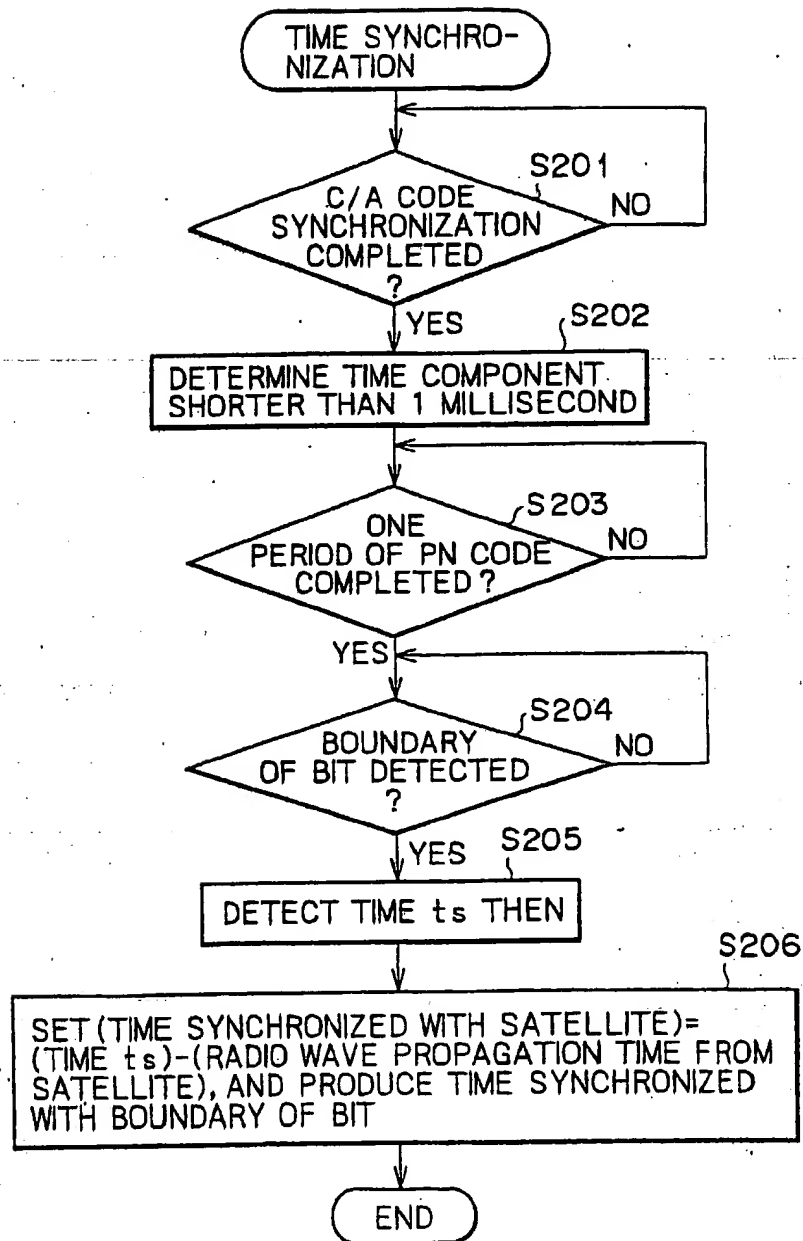 TIME SYNCHRO-
NIZATION
S201
C/A CODE
SYNCHRONIZATION
COMPLETED
?
NO
YES
S202
DETERMINE TIME COMPONENT
SHORTER THAN 1 MILLISECOND
S203
ONE
PERIOD OF PN CODE
COMPLETED?
NO
YES
S204
BOUNDARY
OF BIT DETECTED
?
NO
YES
S205
DETECT TIME ts THEN
S206
SET (TIME SYNCHRONIZED WITH SATELLITE)=
(TIME ts)-(RADIO WAVE PROPAGATION TIME FROM
SATELLITE), AND PRODUCE TIME SYNCHRONIZED
WITH BOUNDARY OF BIT
END